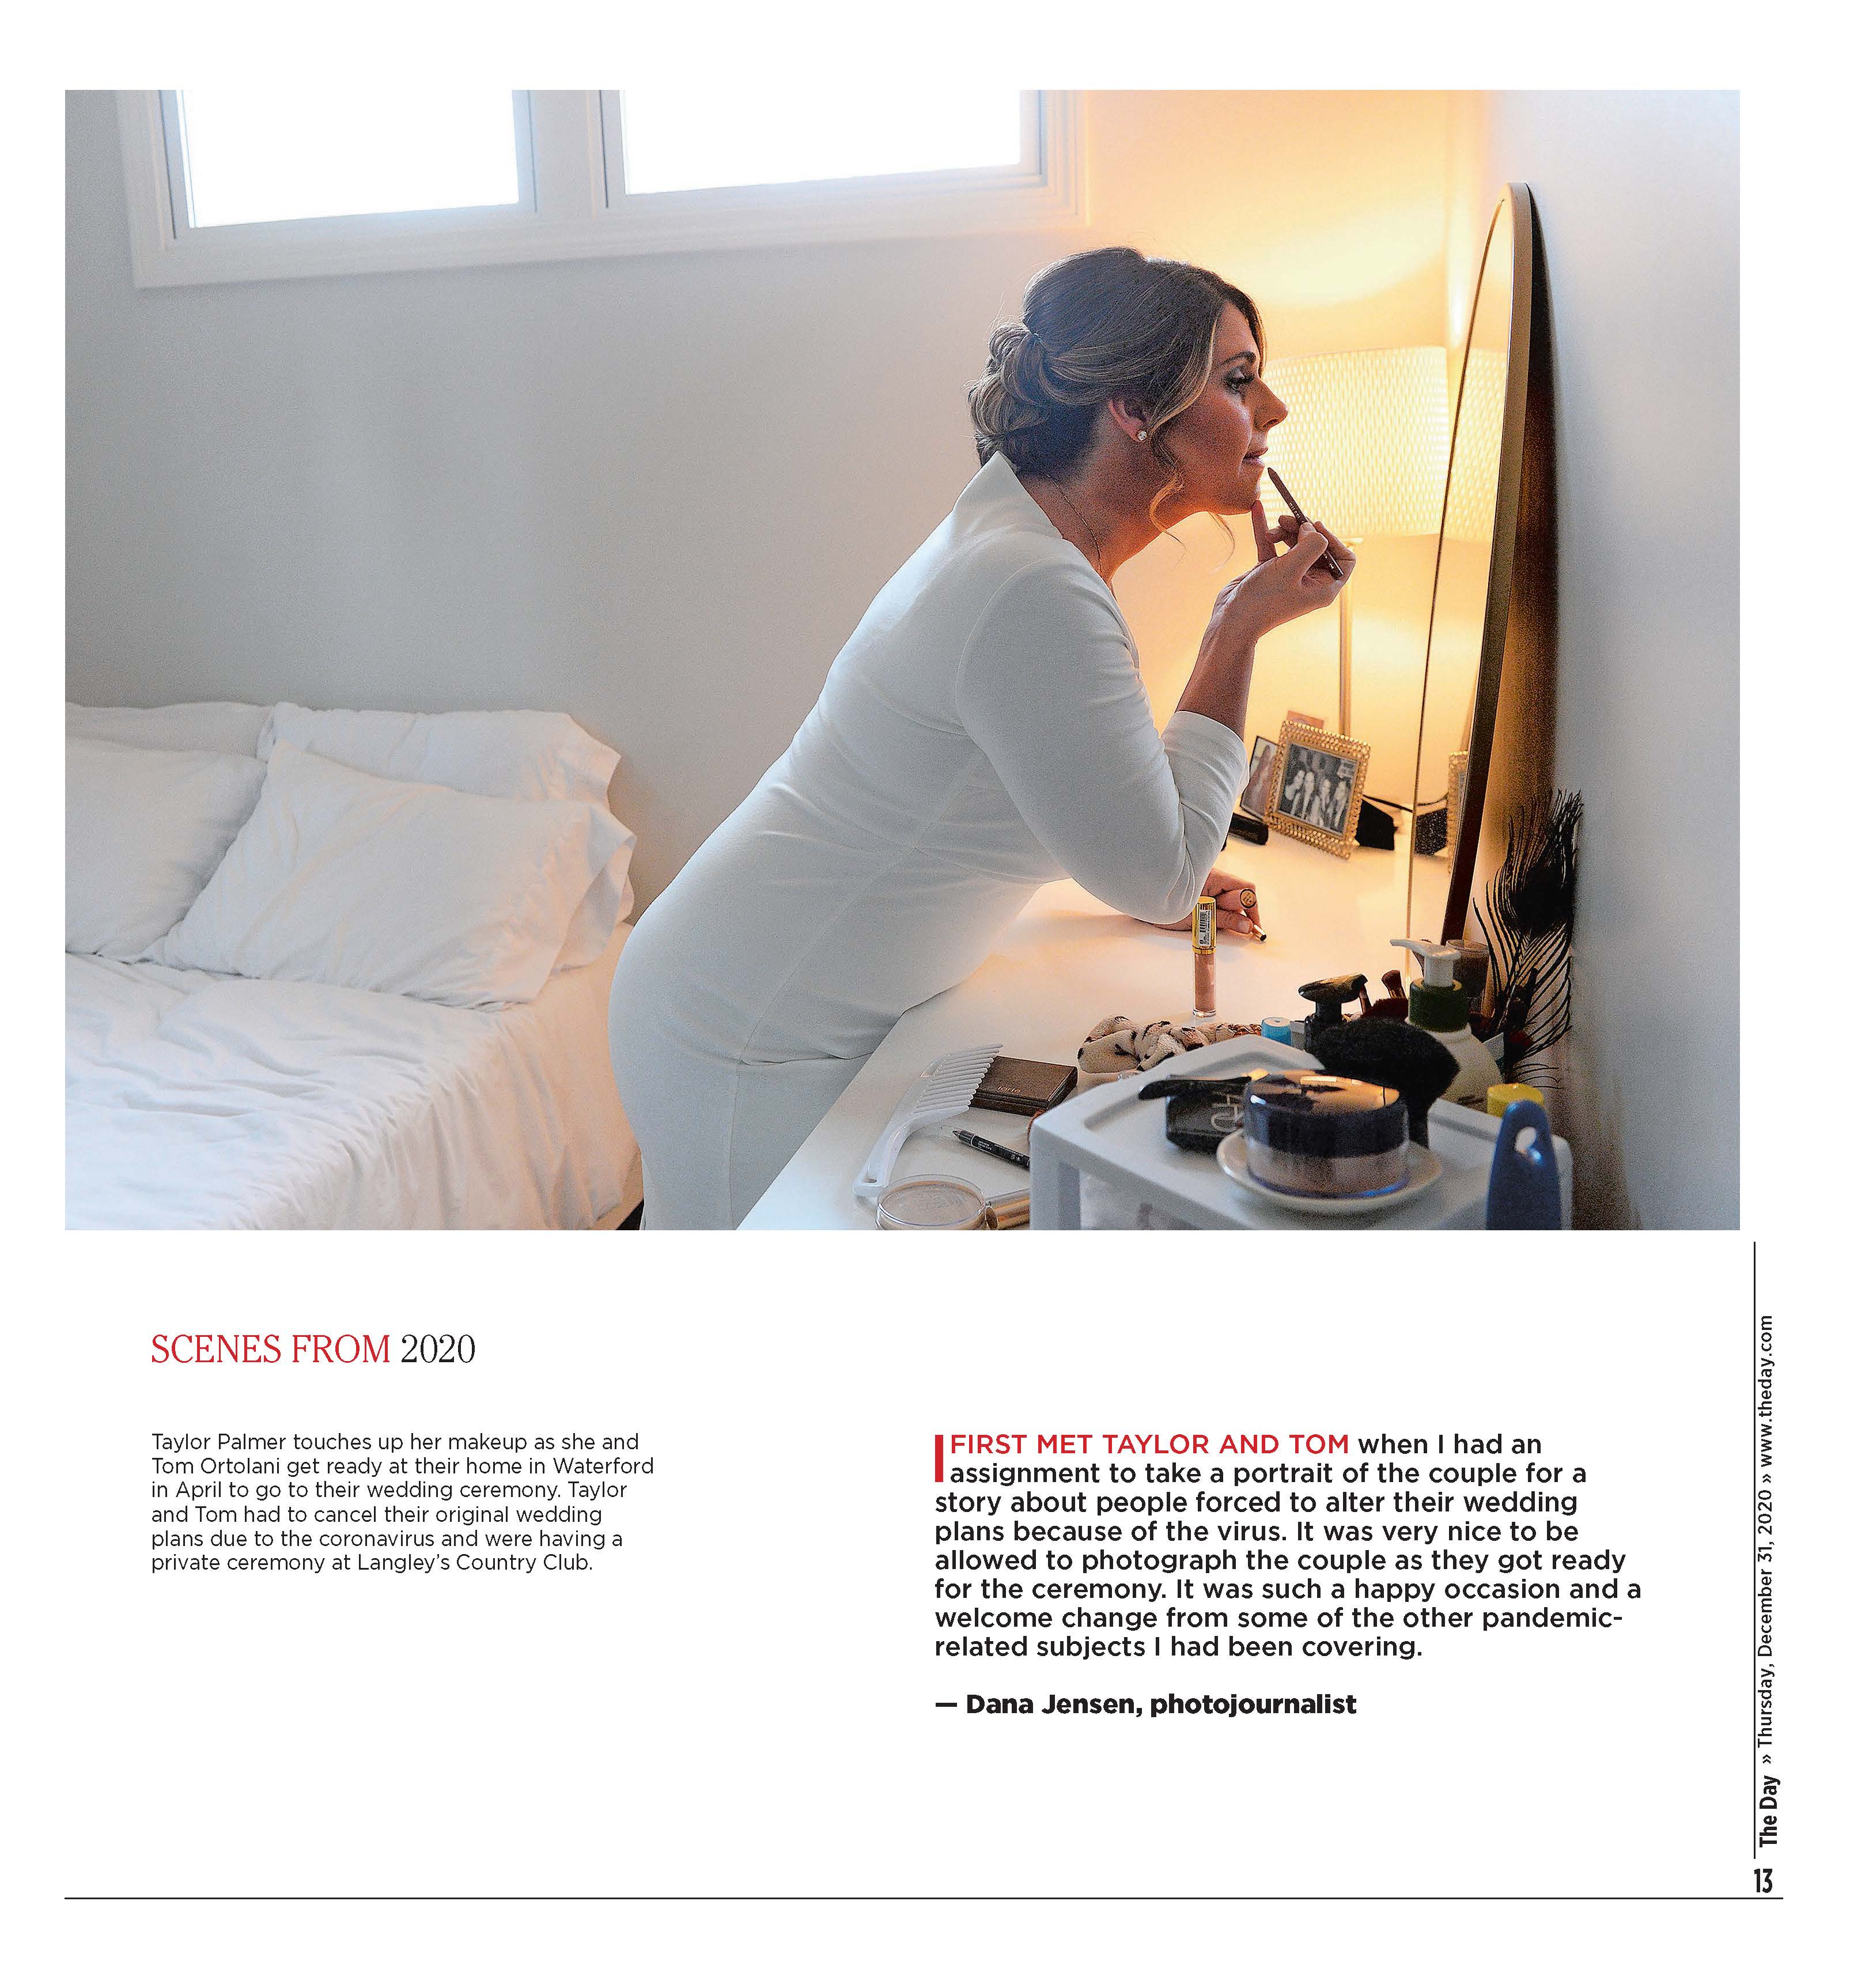 tarte
SCENES FROM 2020
Taylor Palmer touches up her makeup as she and
Tom Ortolani get ready at their home in Waterford
in April to go to their wedding ceremony. Taylor
and Tom had to cancel their original wedding
plans due to the coronavirus and were having a
private ceremony at Langley’s Country Club.
I FIRST MET TAYLOR AND TOM when I had an
assignment to take a portrait of the couple for a
story about people forced to alter their wedding
plans because of the virus. It was very nice to be
allowed to photograph the couple as they got ready
for the ceremony. It was such a happy occasion and a
welcome change from some of the other pandemic-
related subjects I had been covering.
— Dana Jensen, photojournalist
The Day » Thursday, December 31, 2020 » www.theday.com
13